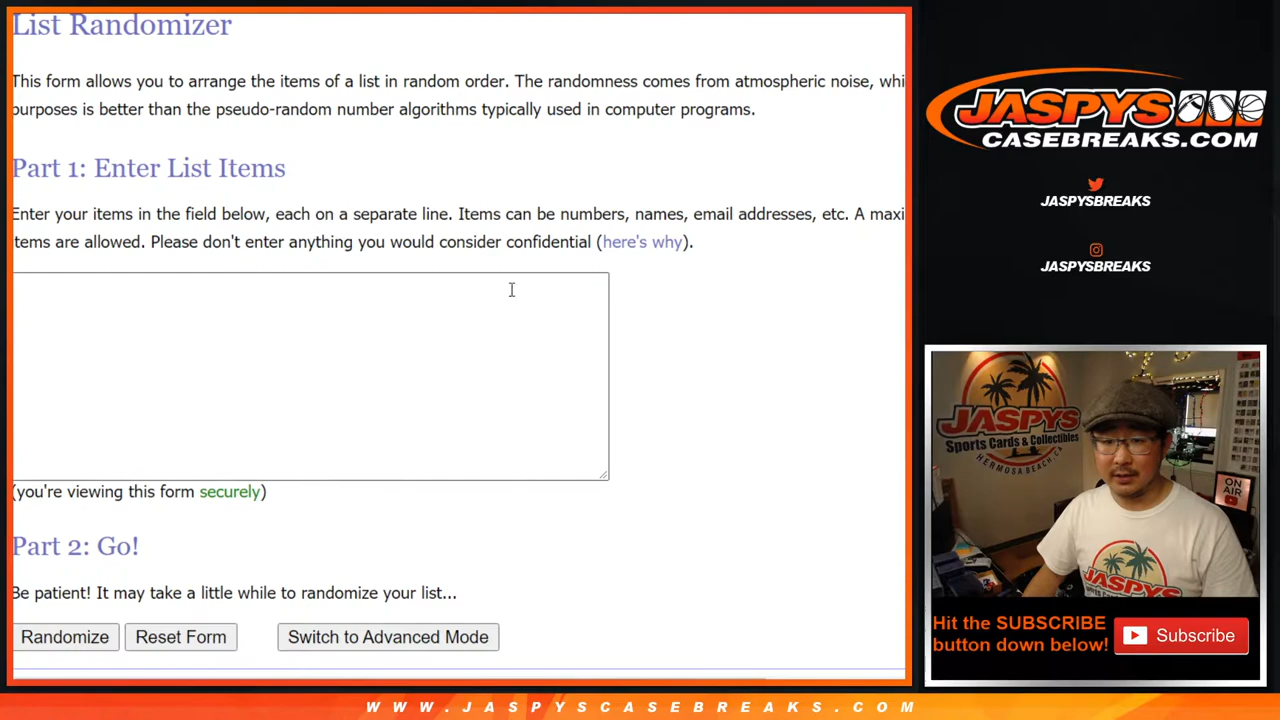 List Randomizer
This form allows you to arrange the items of a list in random order. The randomness comes from atmospheric noise, whi
purposes is better than the pseudo-random number algorithms typically used in computer programs.
Part 1: Enter List Items
Enter your items in the field below, each on a separate line. Items can be numbers, names, email addresses, etc. A maxi
items are allowed. Please don't enter anything you would consider confidential (here's why).
(you're viewing this form securely)
Part 2: Go!
Be patient! It may take a little while to randomize your list...
Randomize
Reset Form
Switch to Advanced Mode
JASPYS
CASEBREAKS.COM
JASPYSBREAKS
JASPYSBREAKS
JASPYS
Sports Cards & Collectibles
HERMOSA BEACH, CA
ON
AIR
JASPYS
Hit the SUBSCRIBE
button down below!
Subscribe
WWW.JASPYSCASEBREAKS.COM